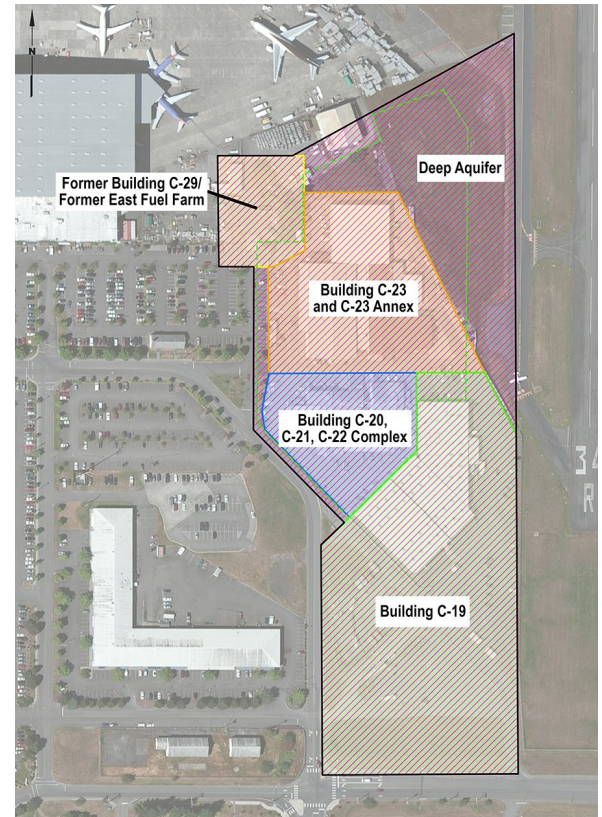 N
Deep Aquifer
Former Building C-29/
Former East Fuel Farm
Building C-23
and C-23 Annex
Building C-20,
C-21, C-22 Complex
34
R
Building C-19